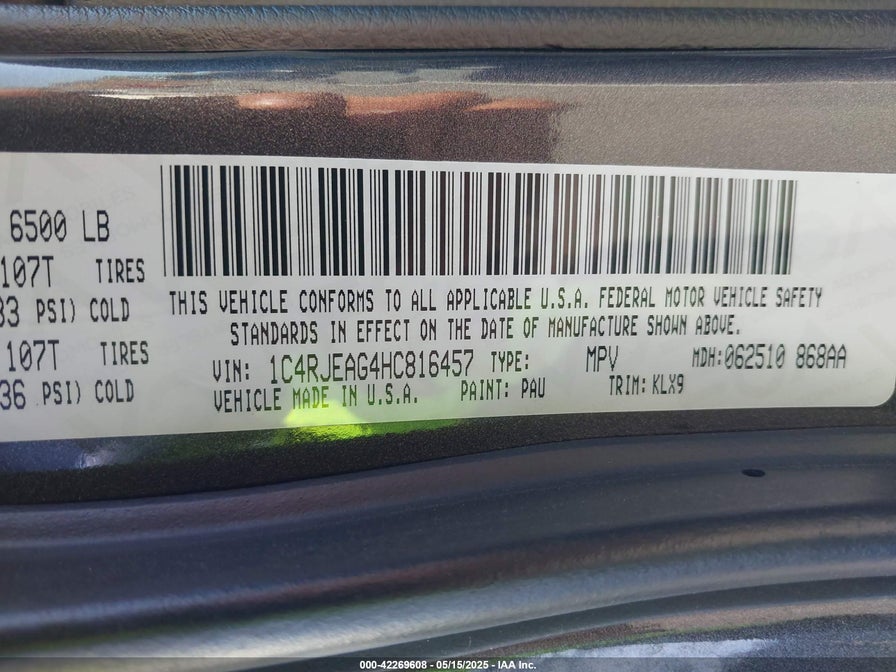 6500 LB
107T TIRES
33 PSI) COLD
107T TIRES
36 PSI) COLD
THIS VEHICLE CONFORMS TO ALL APPLICABLE U.S.A. FEDERAL MOTOR VEHICLE SAFETY
STANDARDS IN EFFECT ON THE DATE OF MANUFACTURE SHOWN ABOVE.
VIN: 1C4RJEAG4HC816457 TYPE: MPV MDH:062510 868AA
VEHICLE MADE IN U.S.A. PAINT: PAU TRIM: KLX9
000-42269608 - 05/15/2025 - IAA Inc.